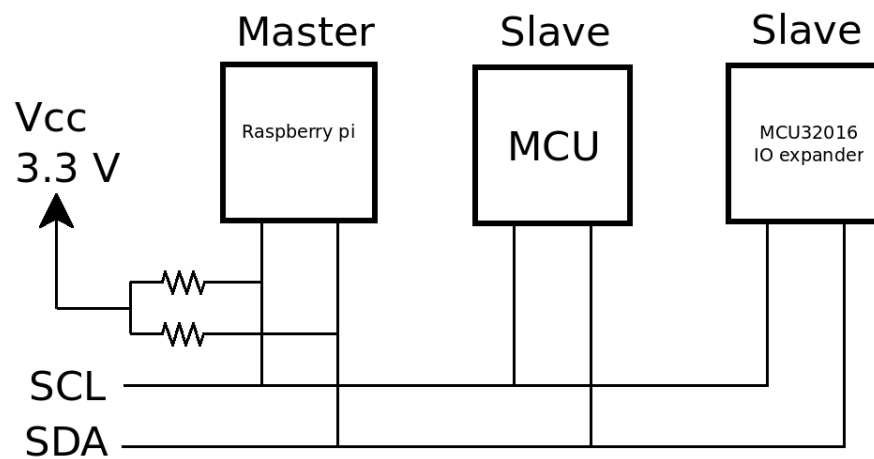 Master
Slave
Slave
Raspberry pi
MCU
MCU32016
IO expander
Vcc
3.3 V
SCL
SDA